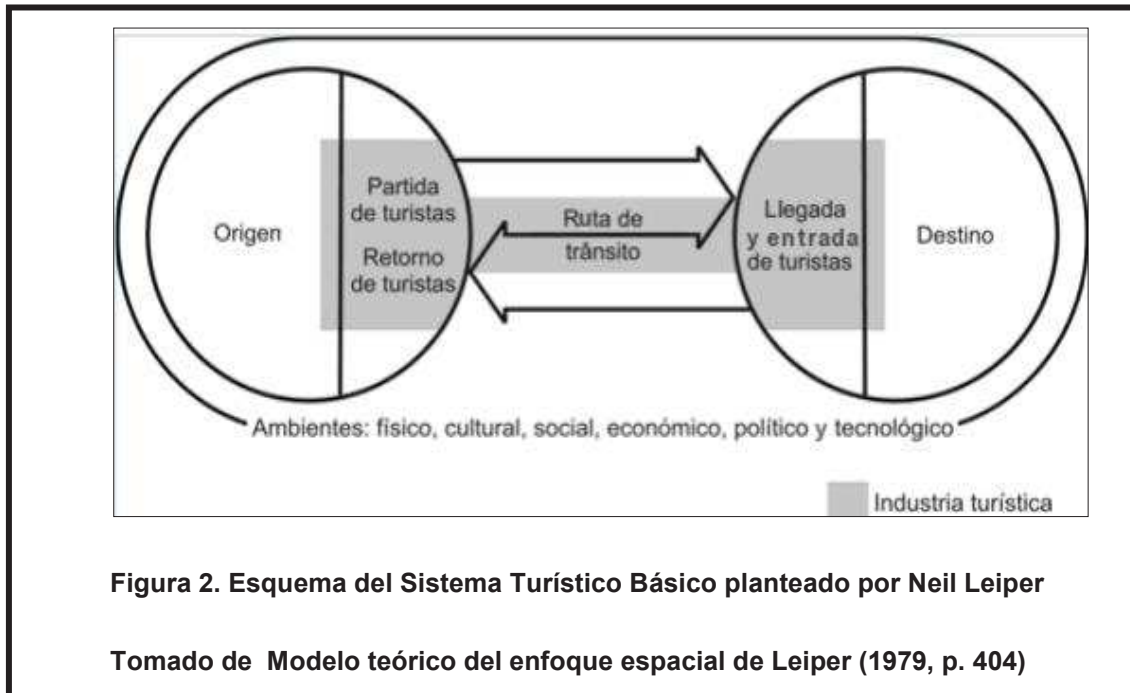 Origen
Partida
de turistas
Retorno
de turistas
Ruta de
trânsito
Llegada
y entrada
de turistas
Destino
Ambientes: físico, cultural, social, económico, político y tecnológico
Industria turística
Figura 2. Esquema del Sistema Turístico Básico planteado por Neil Leiper
Tomado de Modelo teórico del enfoque espacial de Leiper (1979, p. 404)